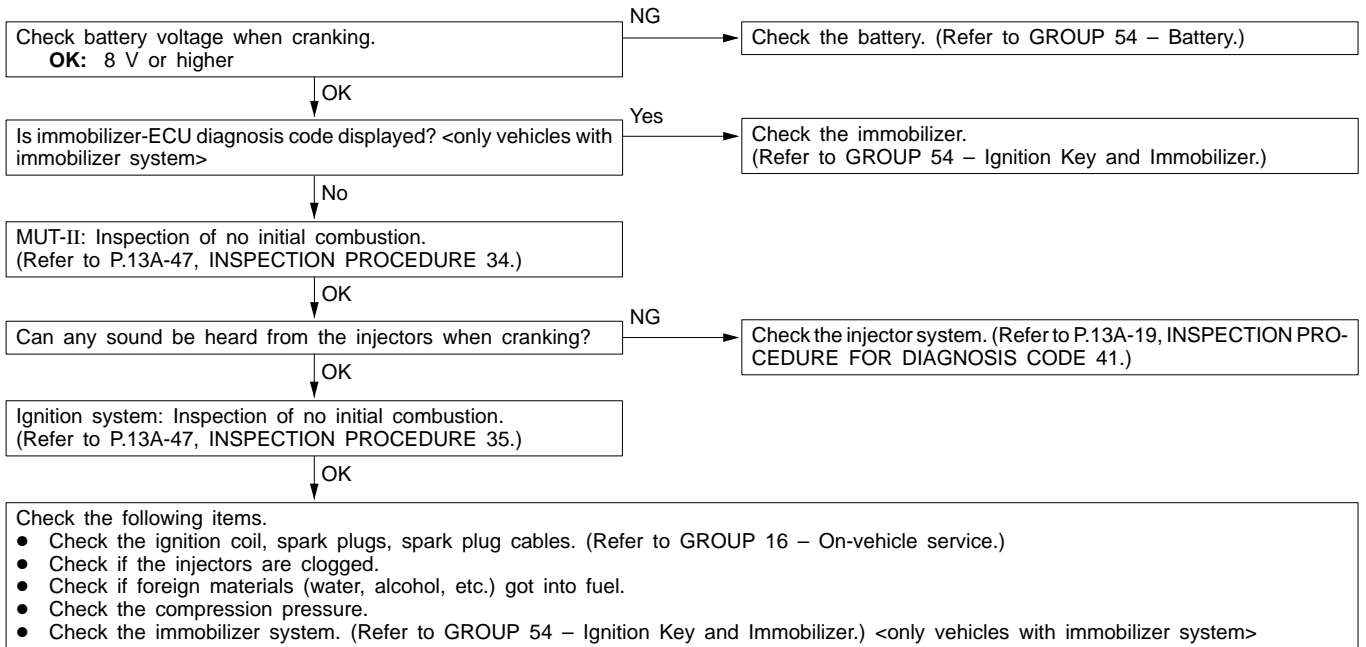 NG
Check battery voltage when cranking.
OK: 8 V or higher
Check the battery. (Refer to GROUP 54 – Battery.)
OK
Yes
Is immobilizer-ECU diagnosis code displayed? <only vehicles with
immobilizer system>
Check the immobilizer.
(Refer to GROUP 54 – Ignition Key and Immobilizer.)
No
MUT-II: Inspection of no initial combustion.
(Refer to P.13A-47, INSPECTION PROCEDURE 34.)
OK
NG
Can any sound be heard from the injectors when cranking?
Check the injector system. (Refer to P.13A-19, INSPECTION PRO-
CEDURE FOR DIAGNOSIS CODE 41.)
OK
Ignition system: Inspection of no initial combustion.
(Refer to P.13A-47, INSPECTION PROCEDURE 35.)
OK
Check the following items.
● Check the ignition coil, spark plugs, spark plug cables. (Refer to GROUP 16 – On-vehicle service.)
● Check if the injectors are clogged.
● Check if foreign materials (water, alcohol, etc.) got into fuel.
● Check the compression pressure.
● Check the immobilizer system. (Refer to GROUP 54 – Ignition Key and Immobilizer.) <only vehicles with immobilizer system>